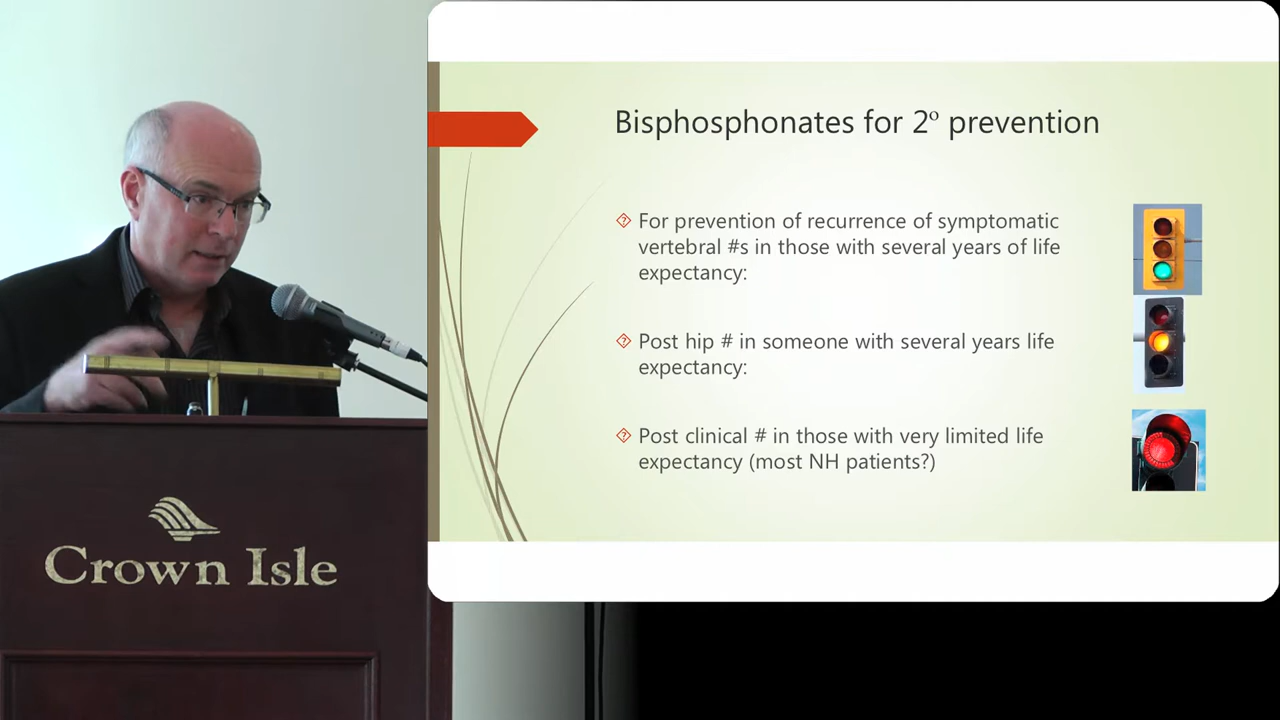 Bisphosphonates for 2º prevention
For prevention of recurrence of symptomatic
vertebral #s in those with several years of life
expectancy:
Post hip # in someone with several years life
expectancy:
Post clinical # in those with very limited life
expectancy (most NH patients?)
Crown Isle